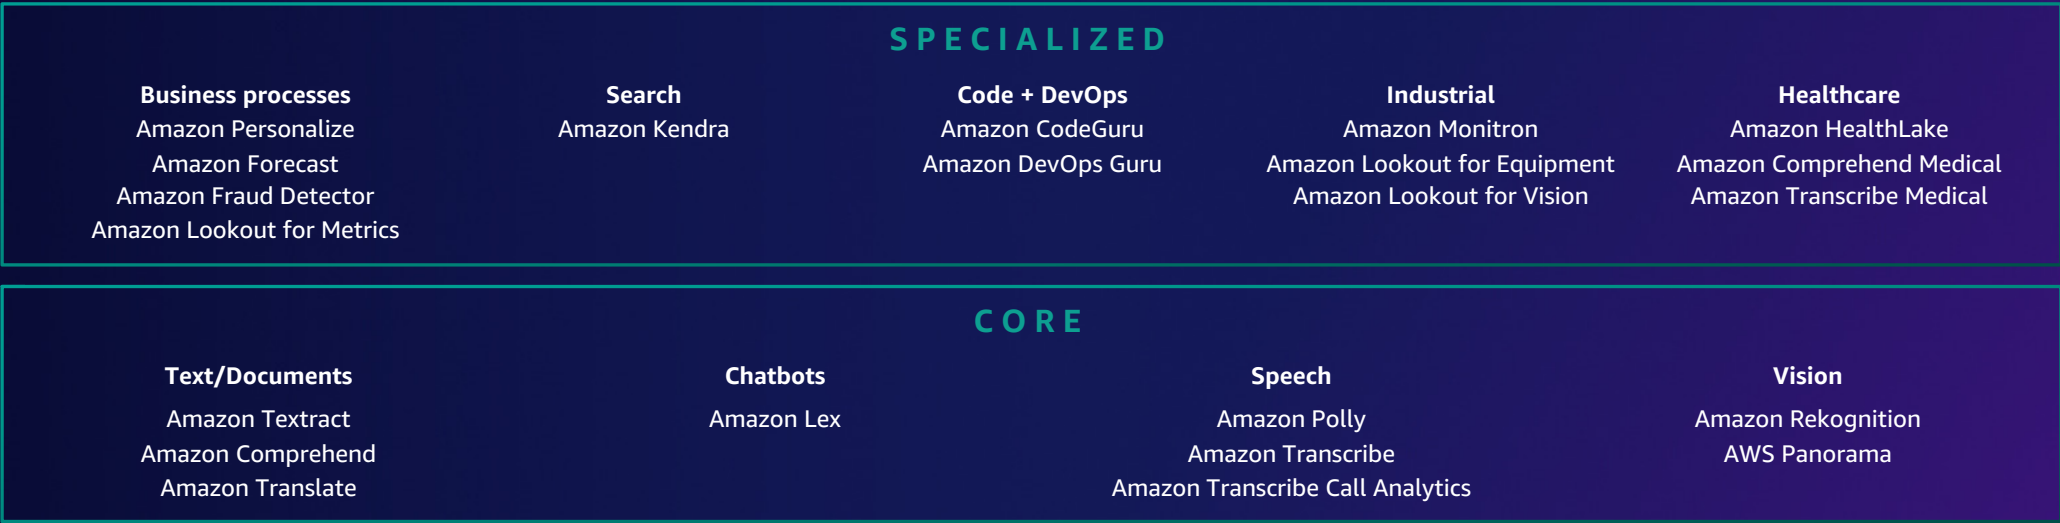 SPECIALIZED
Business processes
Amazon Personalize
Amazon Forecast
Amazon Fraud Detector
Amazon Lookout for Metrics
Search
Amazon Kendra
Code + DevOps
Amazon CodeGuru
Amazon DevOps Guru
Industrial
Amazon Monitron
Amazon Lookout for Equipment
Amazon Lookout for Vision
Healthcare
Amazon HealthLake
Amazon Comprehend Medical
Amazon Transcribe Medical
CORE
Text/Documents
Amazon Textract
Amazon Comprehend
Amazon Translate
Chatbots
Amazon Lex
Speech
Amazon Polly
Amazon Transcribe
Amazon Transcribe Call Analytics
Vision
Amazon Rekognition
AWS Panorama